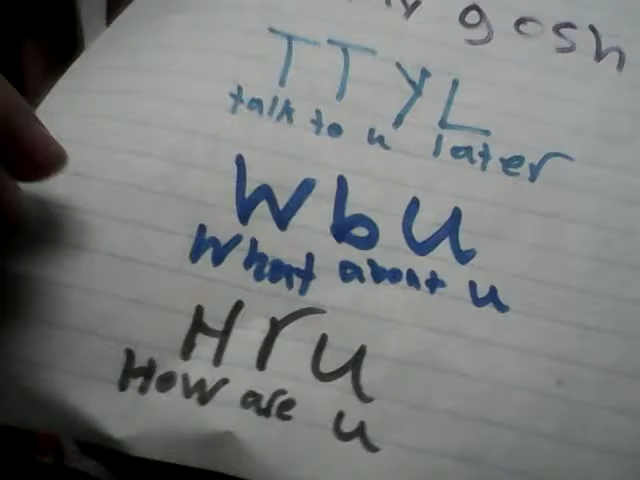 gosh
TTYL
talk to u later
Wbu
What about u
Hru
How are u